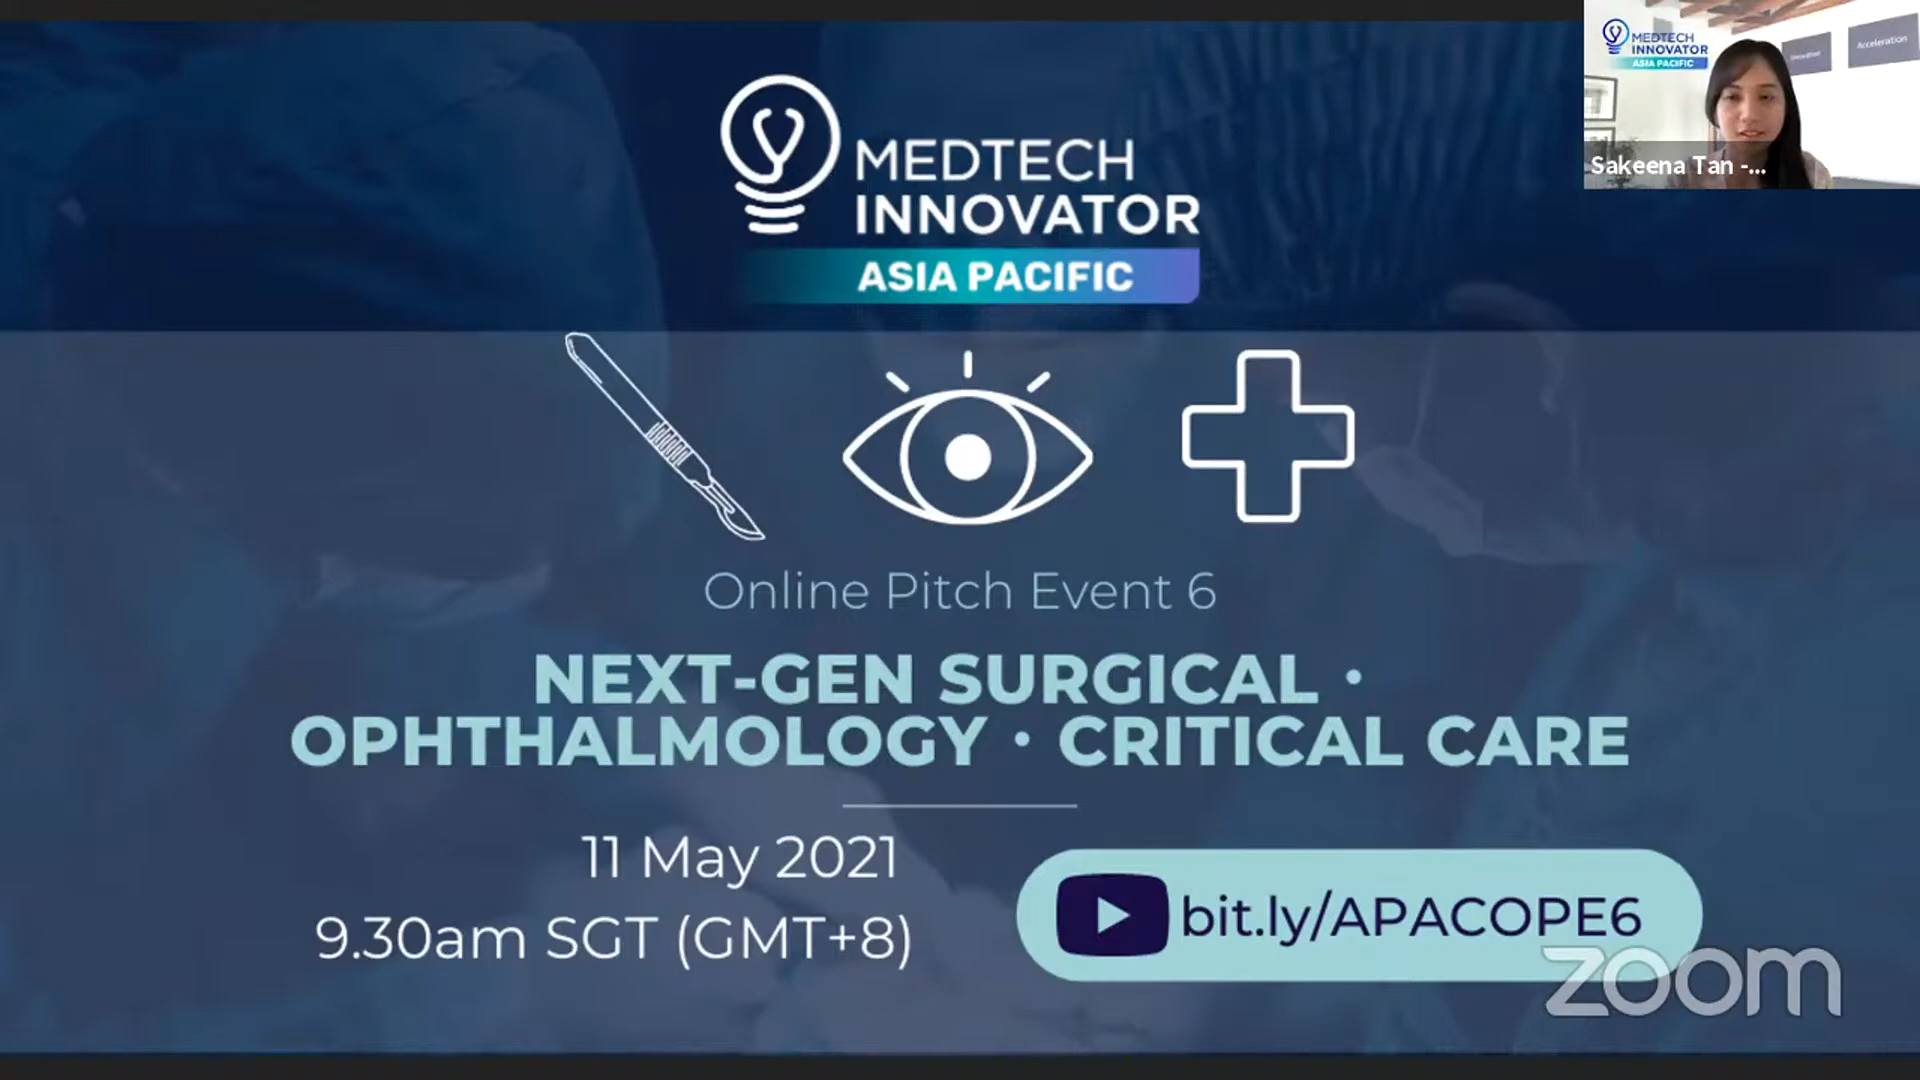 MEDTECH
INNOVATOR
ASIA PACIFIC
MEDTECH
INNOVATOR
ASIA PACIFIC
Acceleration
Sakeena Tan -...
Online Pitch Event 6
NEXT-GEN SURGICAL •
OPHTHALMOLOGY • CRITICAL CARE
11 May 2021
9.30am SGT (GMT+8)
bit.ly/APACOPE6
zoom